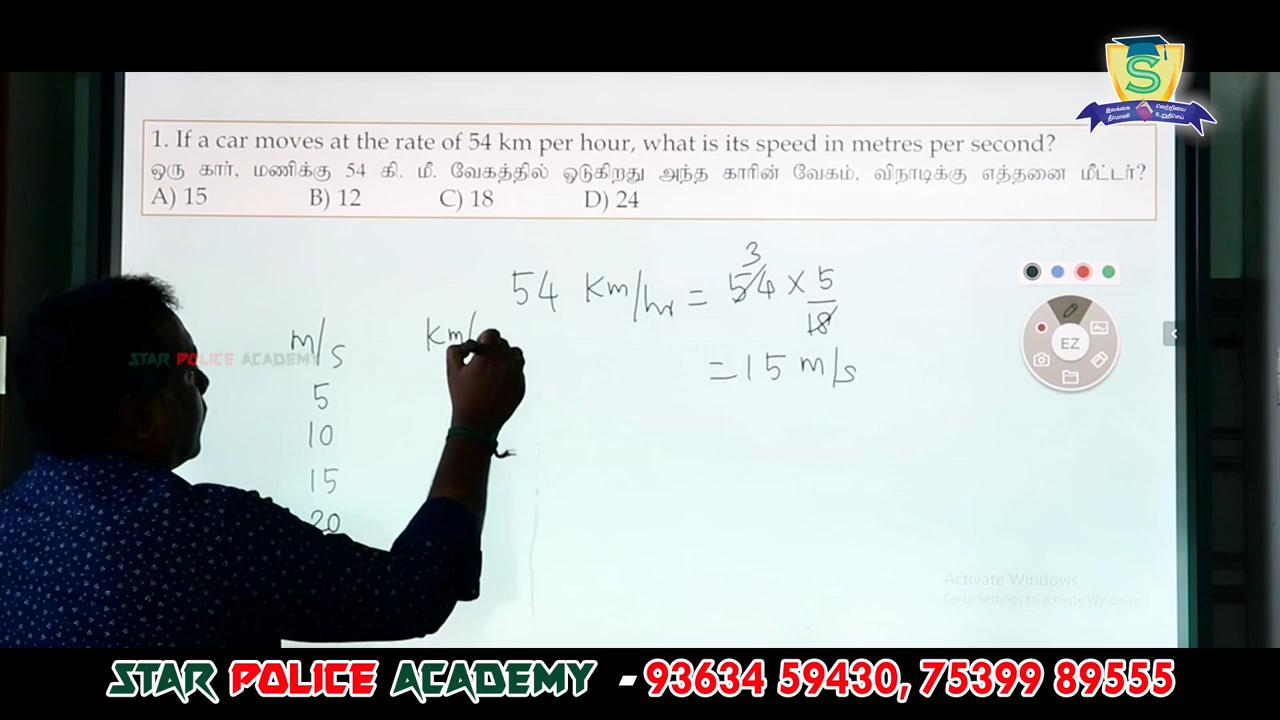 S
இலக்கை
தீர்மானி
வெற்றியை
உறுதிசெய்
1. If a car moves at the rate of 54 km per hour, what is its speed in metres per second?
ஒரு கார், மணிக்கு 54 கி. மீ. வேகத்தில் ஓடுகிறது அந்த காரின் வேகம், விநாடிக்கு எத்தனை மீட்டர்?
A) 15 B) 12 C) 18 D) 24
3
54 Km/hr = 54 × 5
18
= 15 m/s
m/s km/
5
10
15
20
STAR POLICE ACADEMY
EZ
Activate Windows
Go to Settings to activate Windows.
STAR POLICE ACADEMY - 93634 59430, 75399 89555